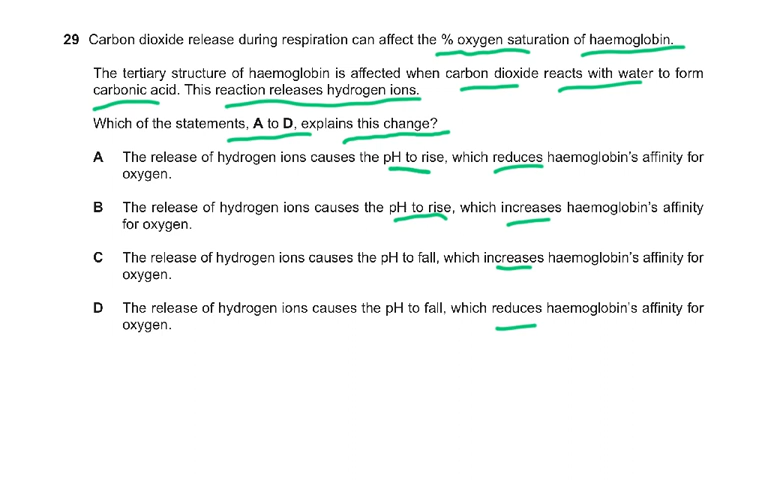 29 Carbon dioxide release during respiration can affect the % oxygen saturation of haemoglobin.
The tertiary structure of haemoglobin is affected when carbon dioxide reacts with water to form
carbonic acid. This reaction releases hydrogen ions.
Which of the statements, A to D, explains this change?
A The release of hydrogen ions causes the pH to rise, which reduces haemoglobin's affinity for
oxygen.
B The release of hydrogen ions causes the pH to rise, which increases haemoglobin's affinity
for oxygen.
C The release of hydrogen ions causes the pH to fall, which increases haemoglobin's affinity for
oxygen.
D The release of hydrogen ions causes the pH to fall, which reduces haemoglobin's affinity for
oxygen.